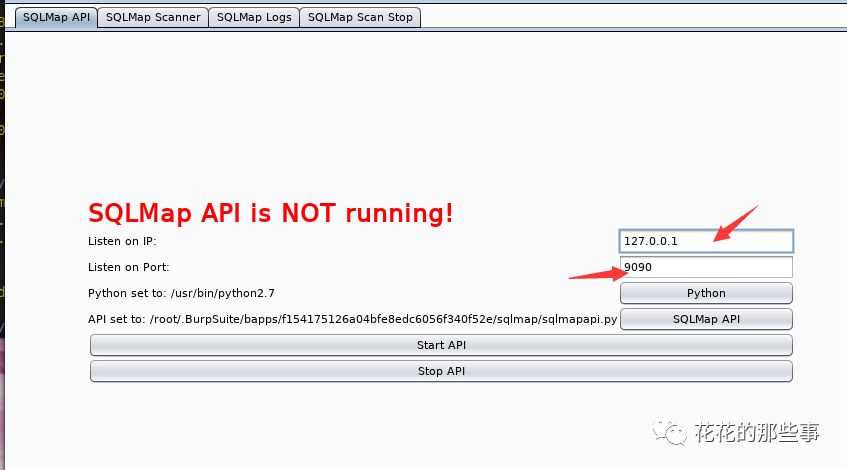 SQLMap API SQLMap Scanner SQLMap Logs SQLMap Scan Stop
SQLMap API is NOT running!
Listen on IP: 127.0.0.1
Listen on Port: 9090
Python set to: /usr/bin/python2.7 Python
API set to: /root/.BurpSuite/bapps/f154175126a04bfe8edc6056f340f52e/sqlmap/sqlmapapi.py SQLMap API
Start API
Stop API
花花的那些事